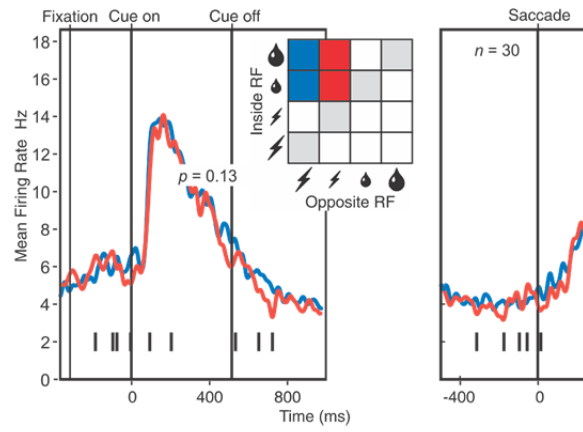 Fixation Cue on Cue off Saccade
18
16
14
12
10
8
6
4
2
0
Mean Firing Rate Hz
p = 0.13
Inside RF
Opposite RF
n = 30
0 400 800
-400 0
Time (ms)